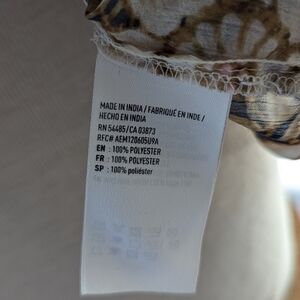 MADE IN INDIA / FABRIQUÉ EN INDE /
HECHO EN INDIA
RN 54485/CA 03873
RFC# AEM120605U9A
EN : 100% POLYESTER
FR : 100% POLYESTER
SP : 100% poliéster